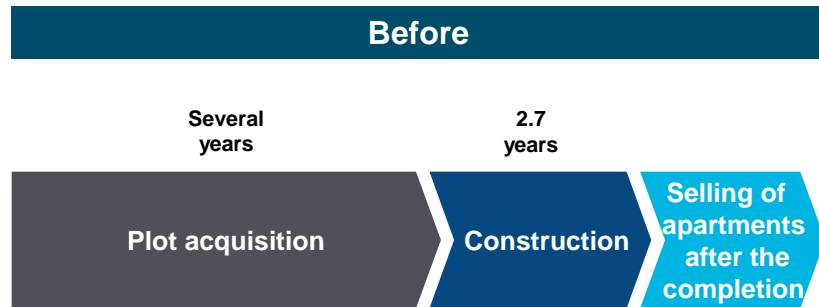 Before
Several
years
2.7
years
Plot acquisition
Construction
Selling of
apartments
after the
completion